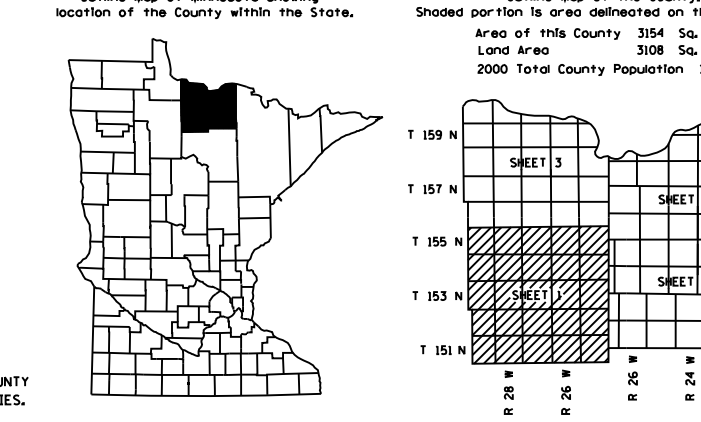 location of the County within the State.
Shaded portion is area delineated on
Area of this County 3154 Sq.
Land Area 3108 Sq.
2000 Total County Population
T 159 N
SHEET 3
T 157 N
SHEET
T 155 N
SHEET
T 153 N
SHEET 1
T 151 N
R 28 W
R 26 W
R 26 W
R 24 W